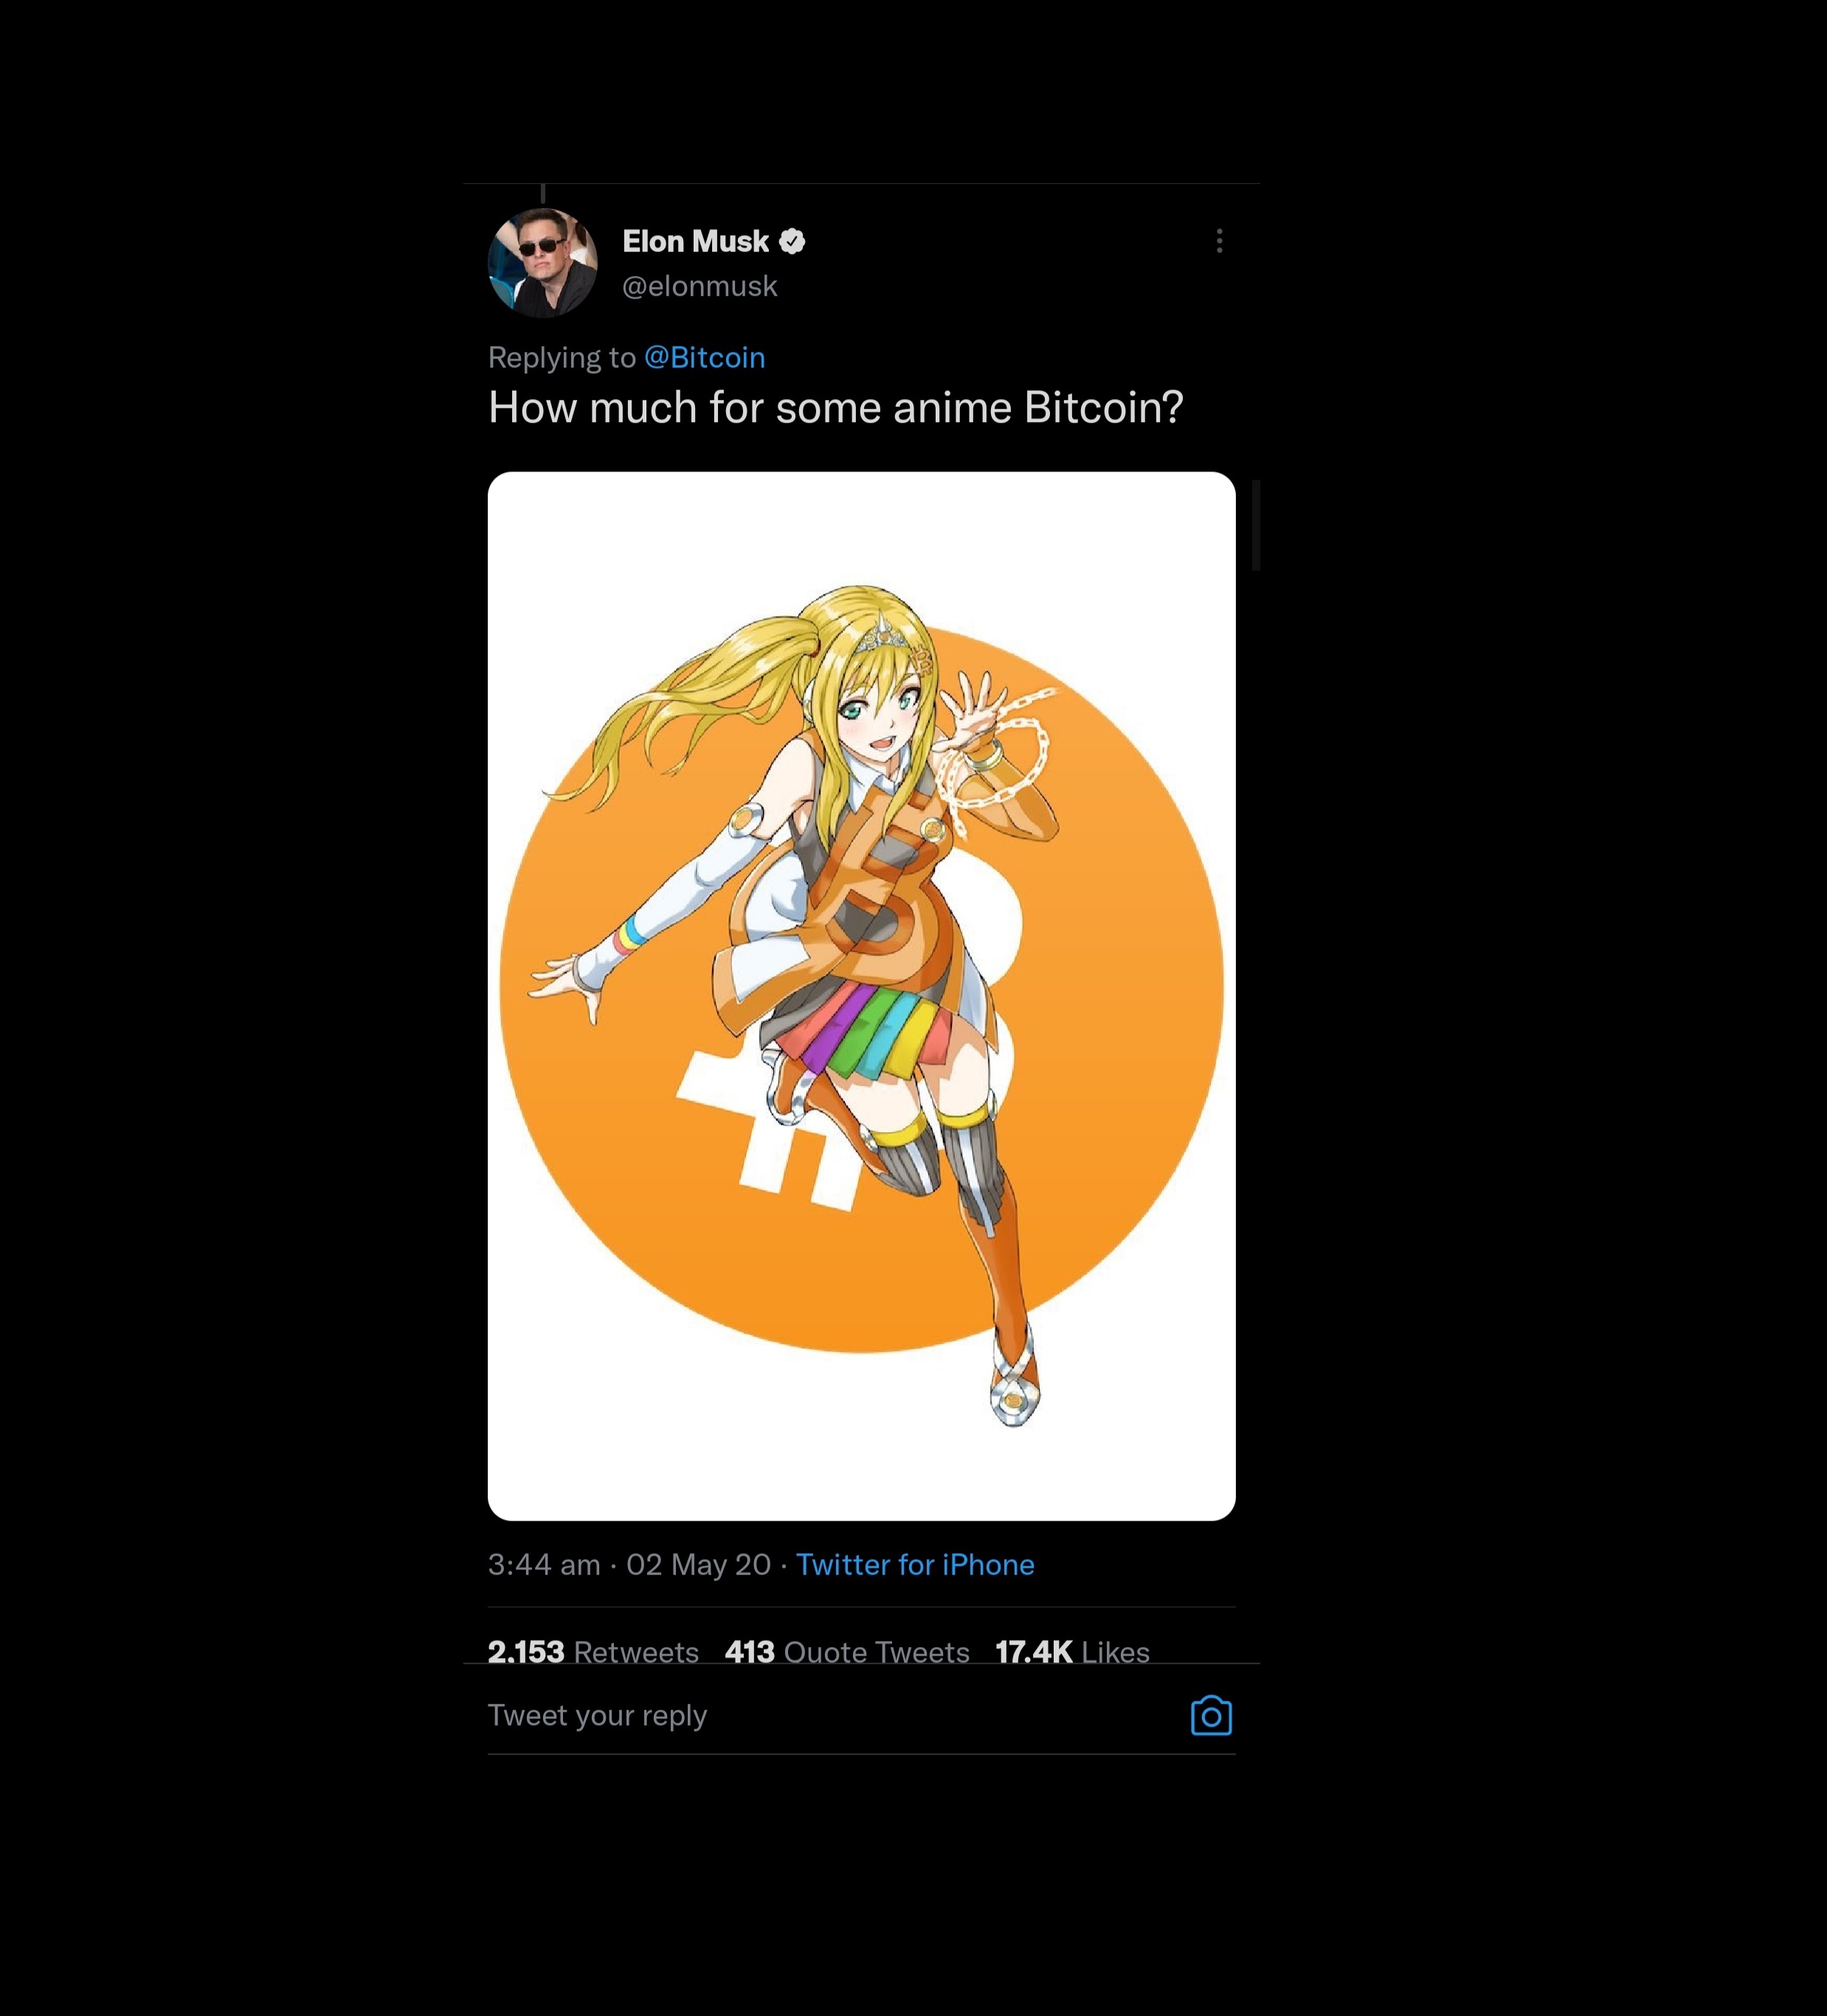 Elon Musk
@elonmusk
Replying to @Bitcoin
How much for some anime Bitcoin?
3:44 am · 02 May 20 · Twitter for iPhone
2,153 Retweets 413 Quote Tweets 17.4K Likes
Tweet your reply